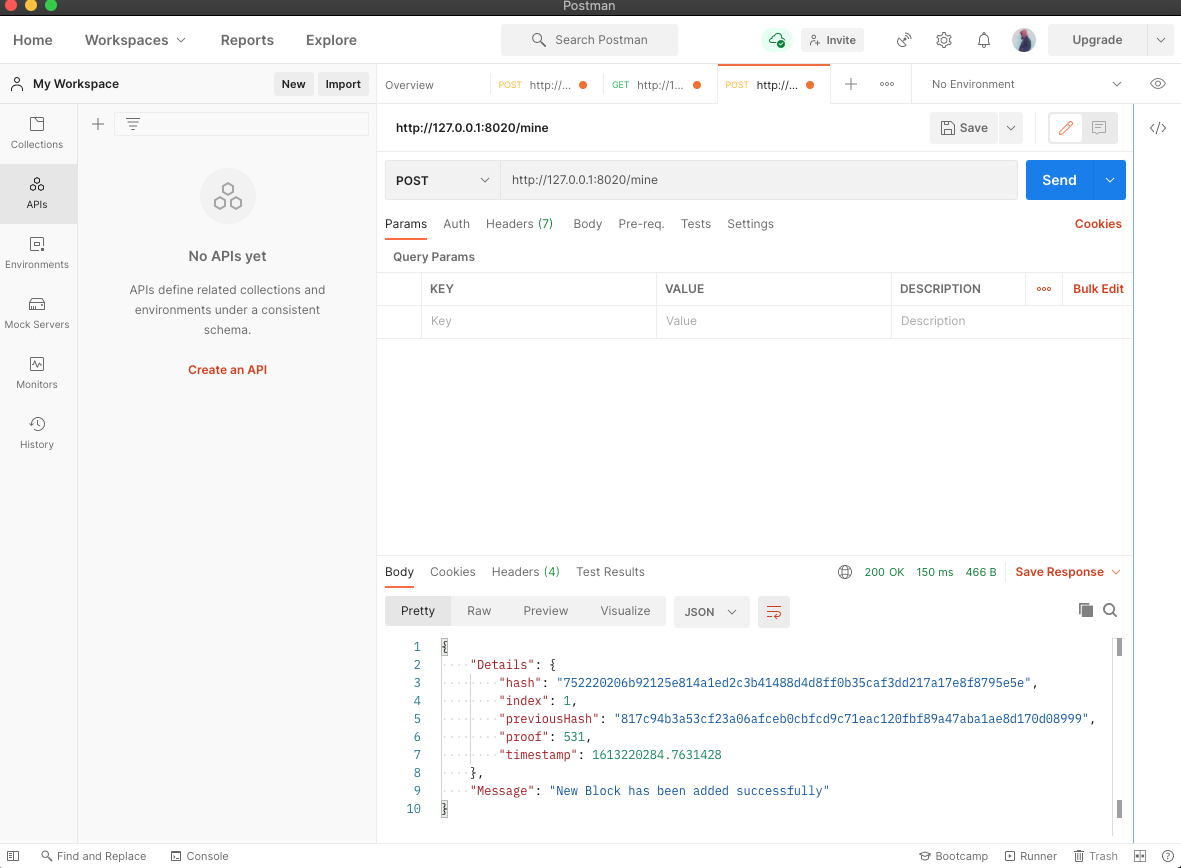 Postman
Home Workspaces Reports Explore Search Postman Invite Upgrade
My Workspace New Import Overview POST http://... GET http://1... POST http://... No Environment
Collections
APIs
Environments
Mock Servers
Monitors
History
No APIs yet
APIs define related collections and
environments under a consistent
schema.
Create an API
http://127.0.0.1:8020/mine Save
POST http://127.0.0.1:8020/mine Send
Params Auth Headers (7) Body Pre-req. Tests Settings Cookies
Query Params
KEY VALUE DESCRIPTION Bulk Edit
Key Value Description
Body Cookies Headers (4) Test Results 200 OK 150 ms 466 B Save Response
Pretty Raw Preview Visualize JSON
1 {
2 "Details": {
3 "hash": "752220206b92125e814a1ed2c3b41488d4d8ff0b35caf3dd217a17e8f8795e5e",
4 "index": 1,
5 "previousHash": "817c94b3a53cf23a06afceb0cbfcd9c71eac120fbf89a47aba1ae8d170d08999",
6 "proof": 531,
7 "timestamp": 1613220284.7631428
8 },
9 "Message": "New Block has been added successfully"
10 }
Find and Replace Console Bootcamp Runner Trash